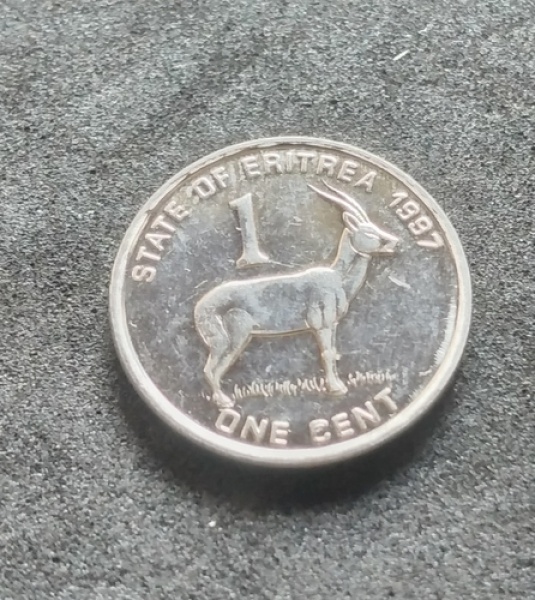 STATE OF ERITREA 1997
1
ONE CENT